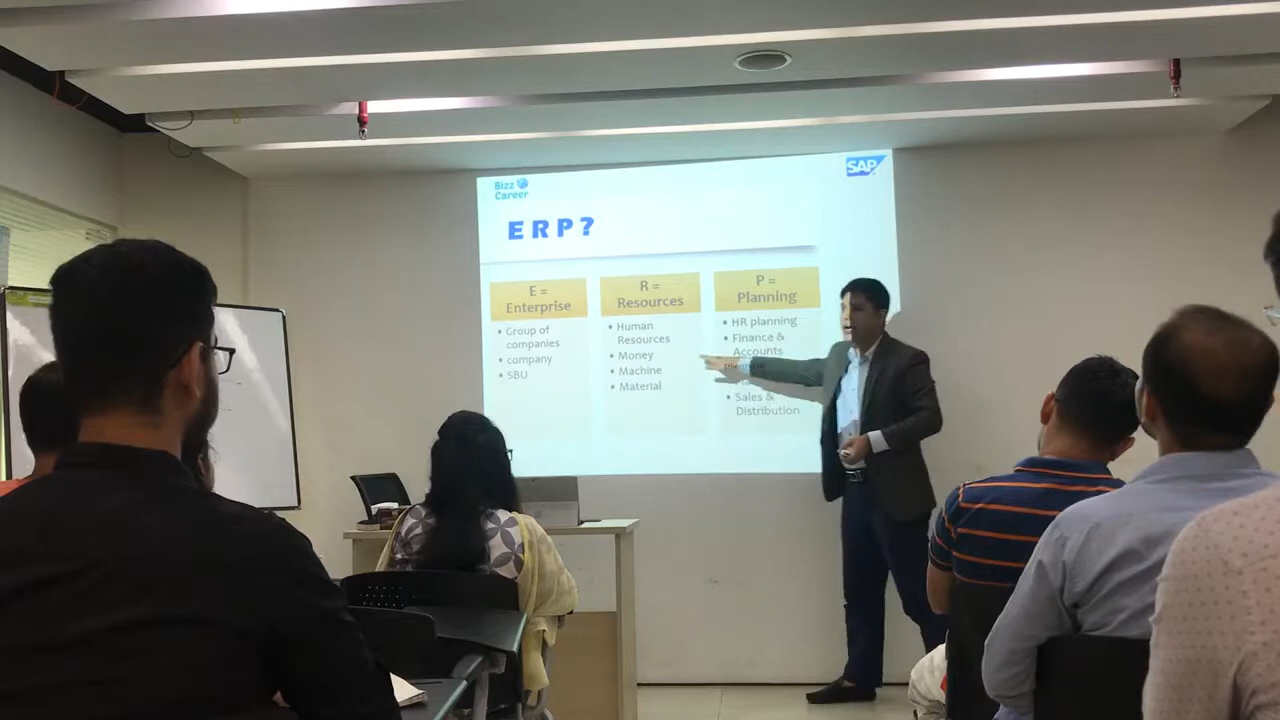 Bizz
Career
SAP
ERP?
E =
Enterprise
• Group of
companies
• company
• SBU
R =
Resources
• Human
Resources
• Money
• Machine
• Material
P =
Planning
• HR planning
• Finance &
Accounts
• Sales &
Distribution